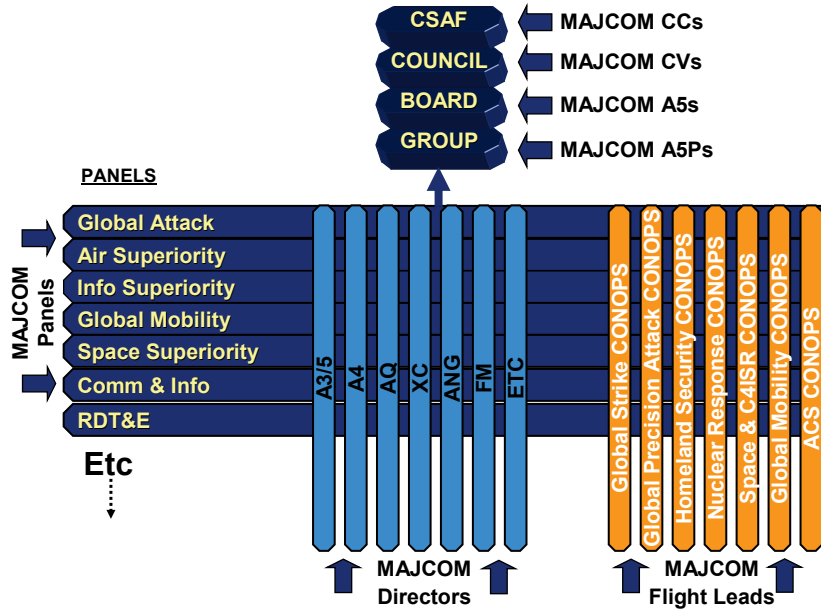 CSAF
MAJCOM CCs
COUNCIL
MAJCOM CVs
BOARD
MAJCOM A5s
GROUP
MAJCOM A5Ps
PANELS
MAJCOM
Panels
Global Attack
Air Superiority
Info Superiority
Global Mobility
Space Superiority
Comm & Info
RDT&E
Etc
A3/5
A4
AQ
XC
ANG
FM
ETC
Global Strike CONOPS
Global Precision Attack CONOPS
Homeland Security CONOPS
Nuclear Response CONOPS
Space & C4ISR CONOPS
Global Mobility CONOPS
ACS CONOPS
MAJCOM
Directors
MAJCOM
Flight Leads